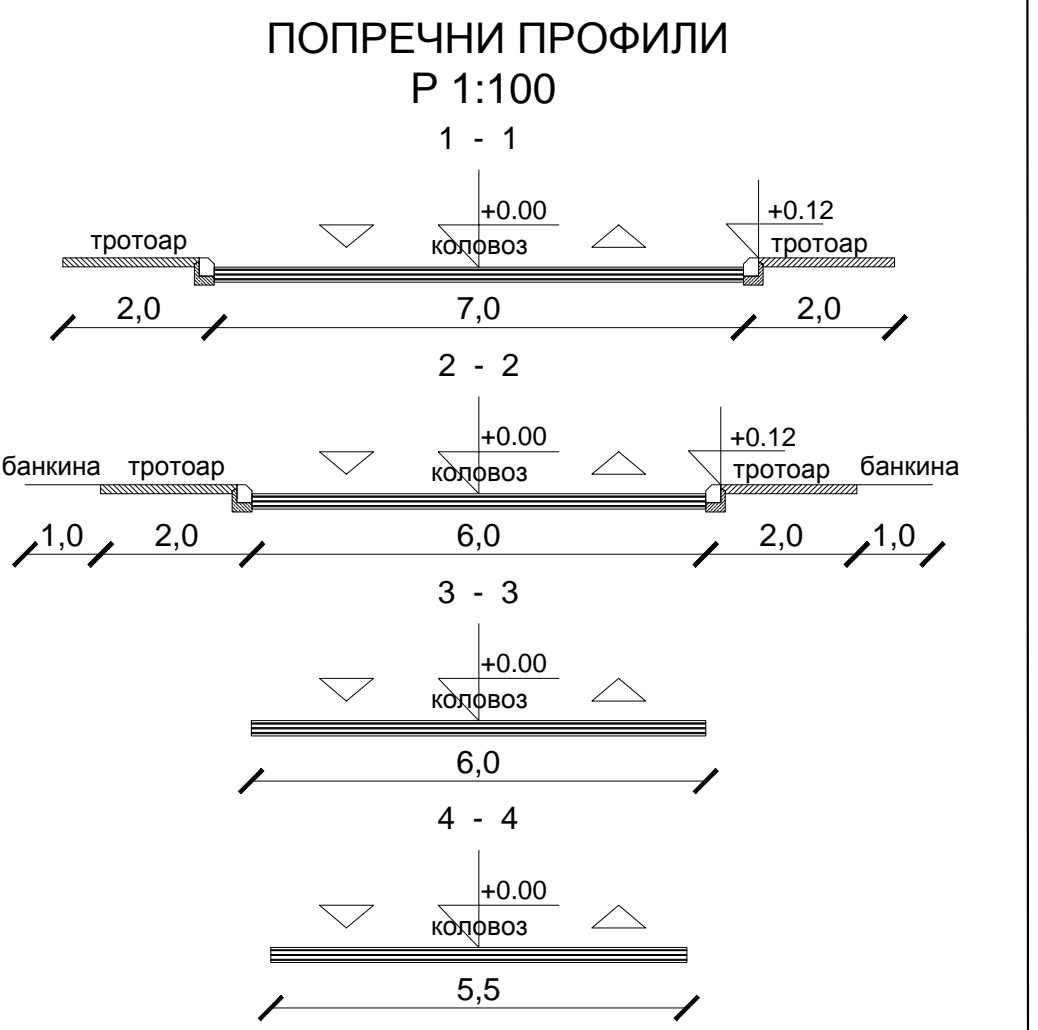 ПОПРЕЧНИ ПРОФИЛИ
Р 1:100
1 - 1
+0.00
+0.12
тротоар
коловоз
тротоар
2,0
7,0
2,0
2 - 2
+0.00
+0.12
банкина
тротоар
коловоз
тротоар
банкина
1,0
2,0
6,0
2,0
1,0
3 - 3
+0.00
коловоз
6,0
4 - 4
+0.00
коловоз
5,5